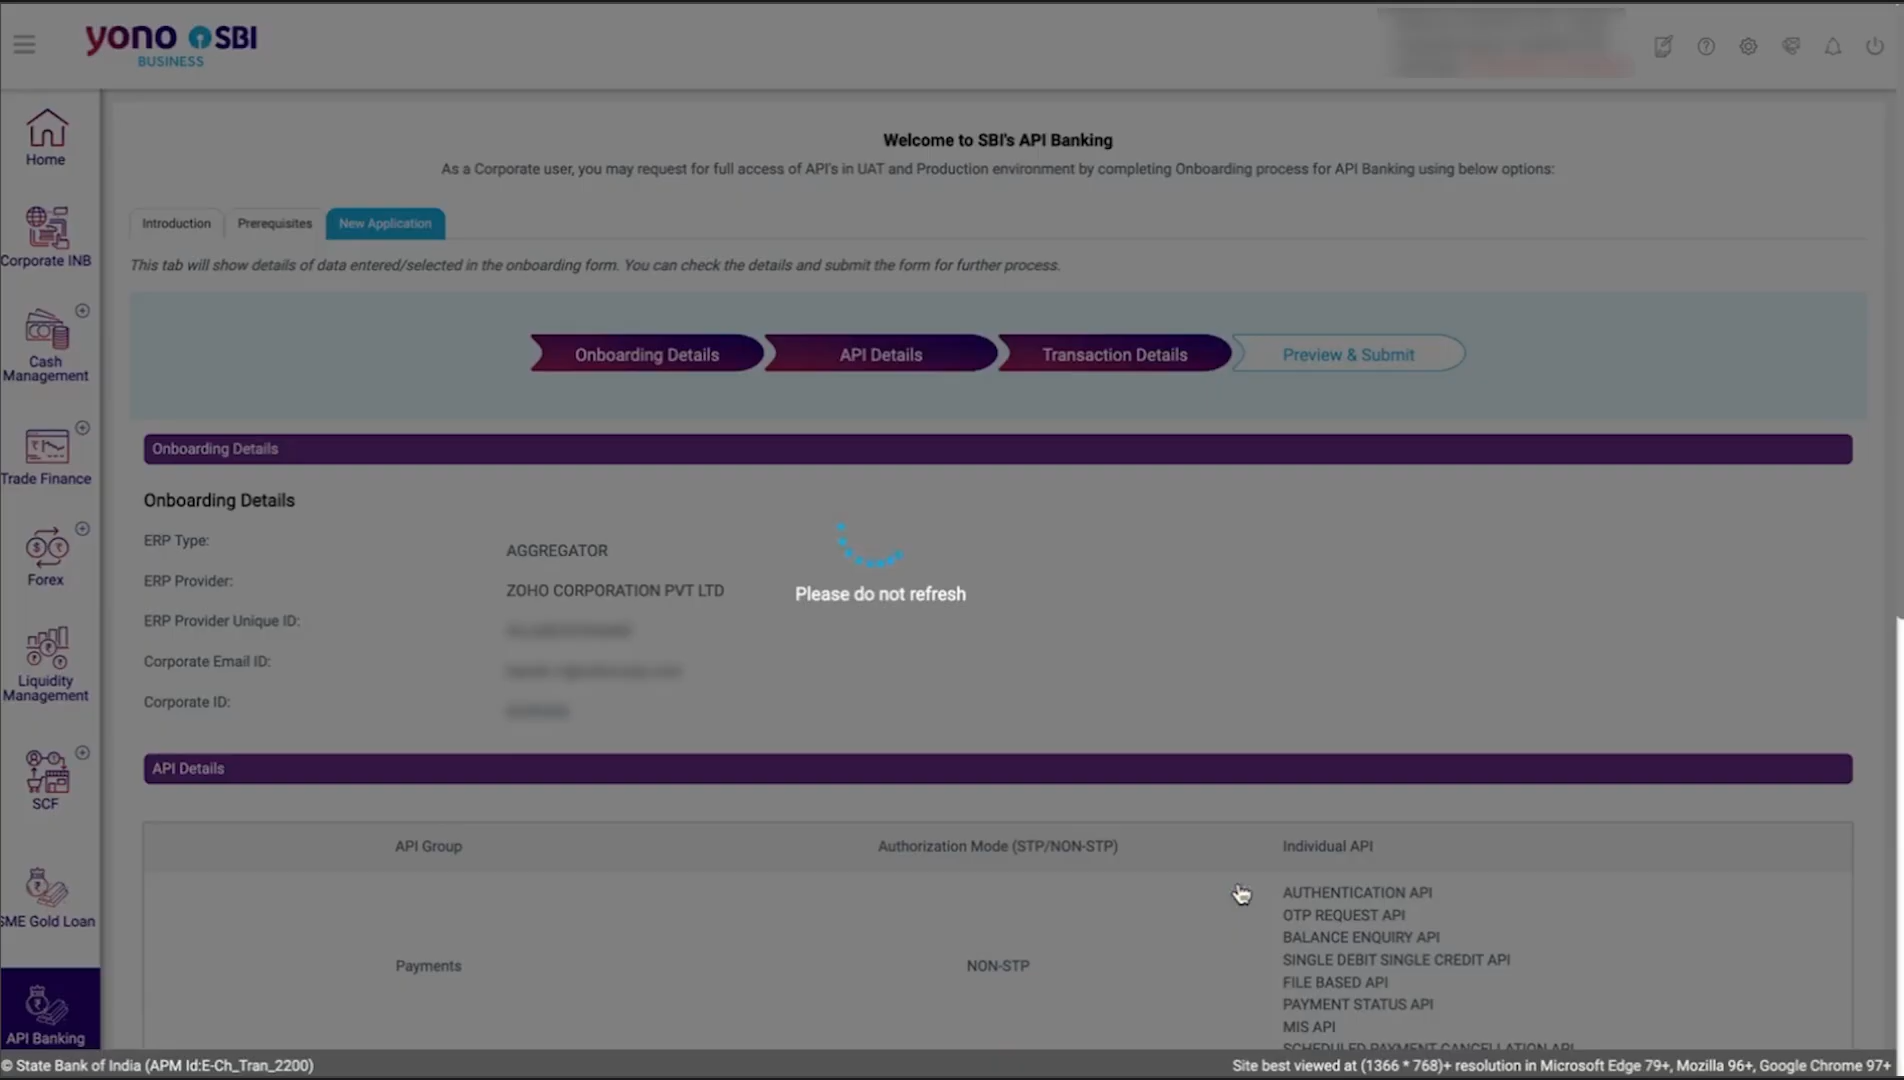 yono SBI
BUSINESS
Home
Corporate INB
Cash
Management
Trade Finance
Forex
Liquidity
Management
SCF
SME Gold Loan
API Banking
Welcome to SBI's API Banking
As a Corporate user, you may request for full access of API's in UAT and Production environment by completing Onboarding process for API Banking using below options:
Introduction
Prerequisites
New Application
This tab will show details of data entered/selected in the onboarding form. You can check the details and submit the form for further process.
Onboarding Details
API Details
Transaction Details
Preview & Submit
Onboarding Details
Onboarding Details
ERP Type:
AGGREGATOR
ERP Provider:
ZOHO CORPORATION PVT LTD
ERP Provider Unique ID:
Corporate Email ID:
Corporate ID:
Please do not refresh
API Details
API Group
Authorization Mode (STP/NON-STP)
Individual API
Payments
NON-STP
AUTHENTICATION API
OTP REQUEST API
BALANCE ENQUIRY API
SINGLE DEBIT SINGLE CREDIT API
FILE BASED API
PAYMENT STATUS API
MIS API
SCHEDULED PAYMENT CANCELLATION API
© State Bank of India (APM Id:E-Ch_Tran_2200)
Site best viewed at (1366 * 768)+ resolution in Microsoft Edge 79+, Mozilla 96+, Google Chrome 97+